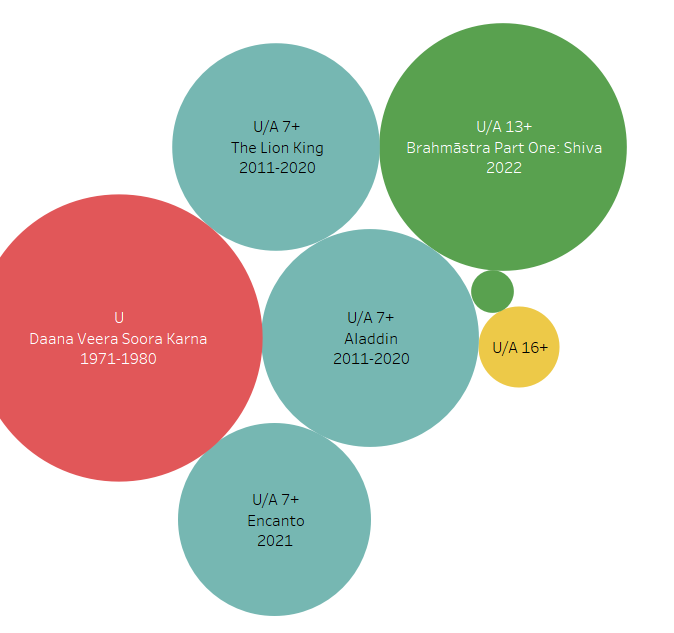 U/A 7+
The Lion King
2011-2020
U/A 13+
Brahmāstra Part One: Shiva
2022
U
Daana Veera Soora Karna
1971-1980
U/A 7+
Aladdin
2011-2020
U/A 16+
U/A 7+
Encanto
2021